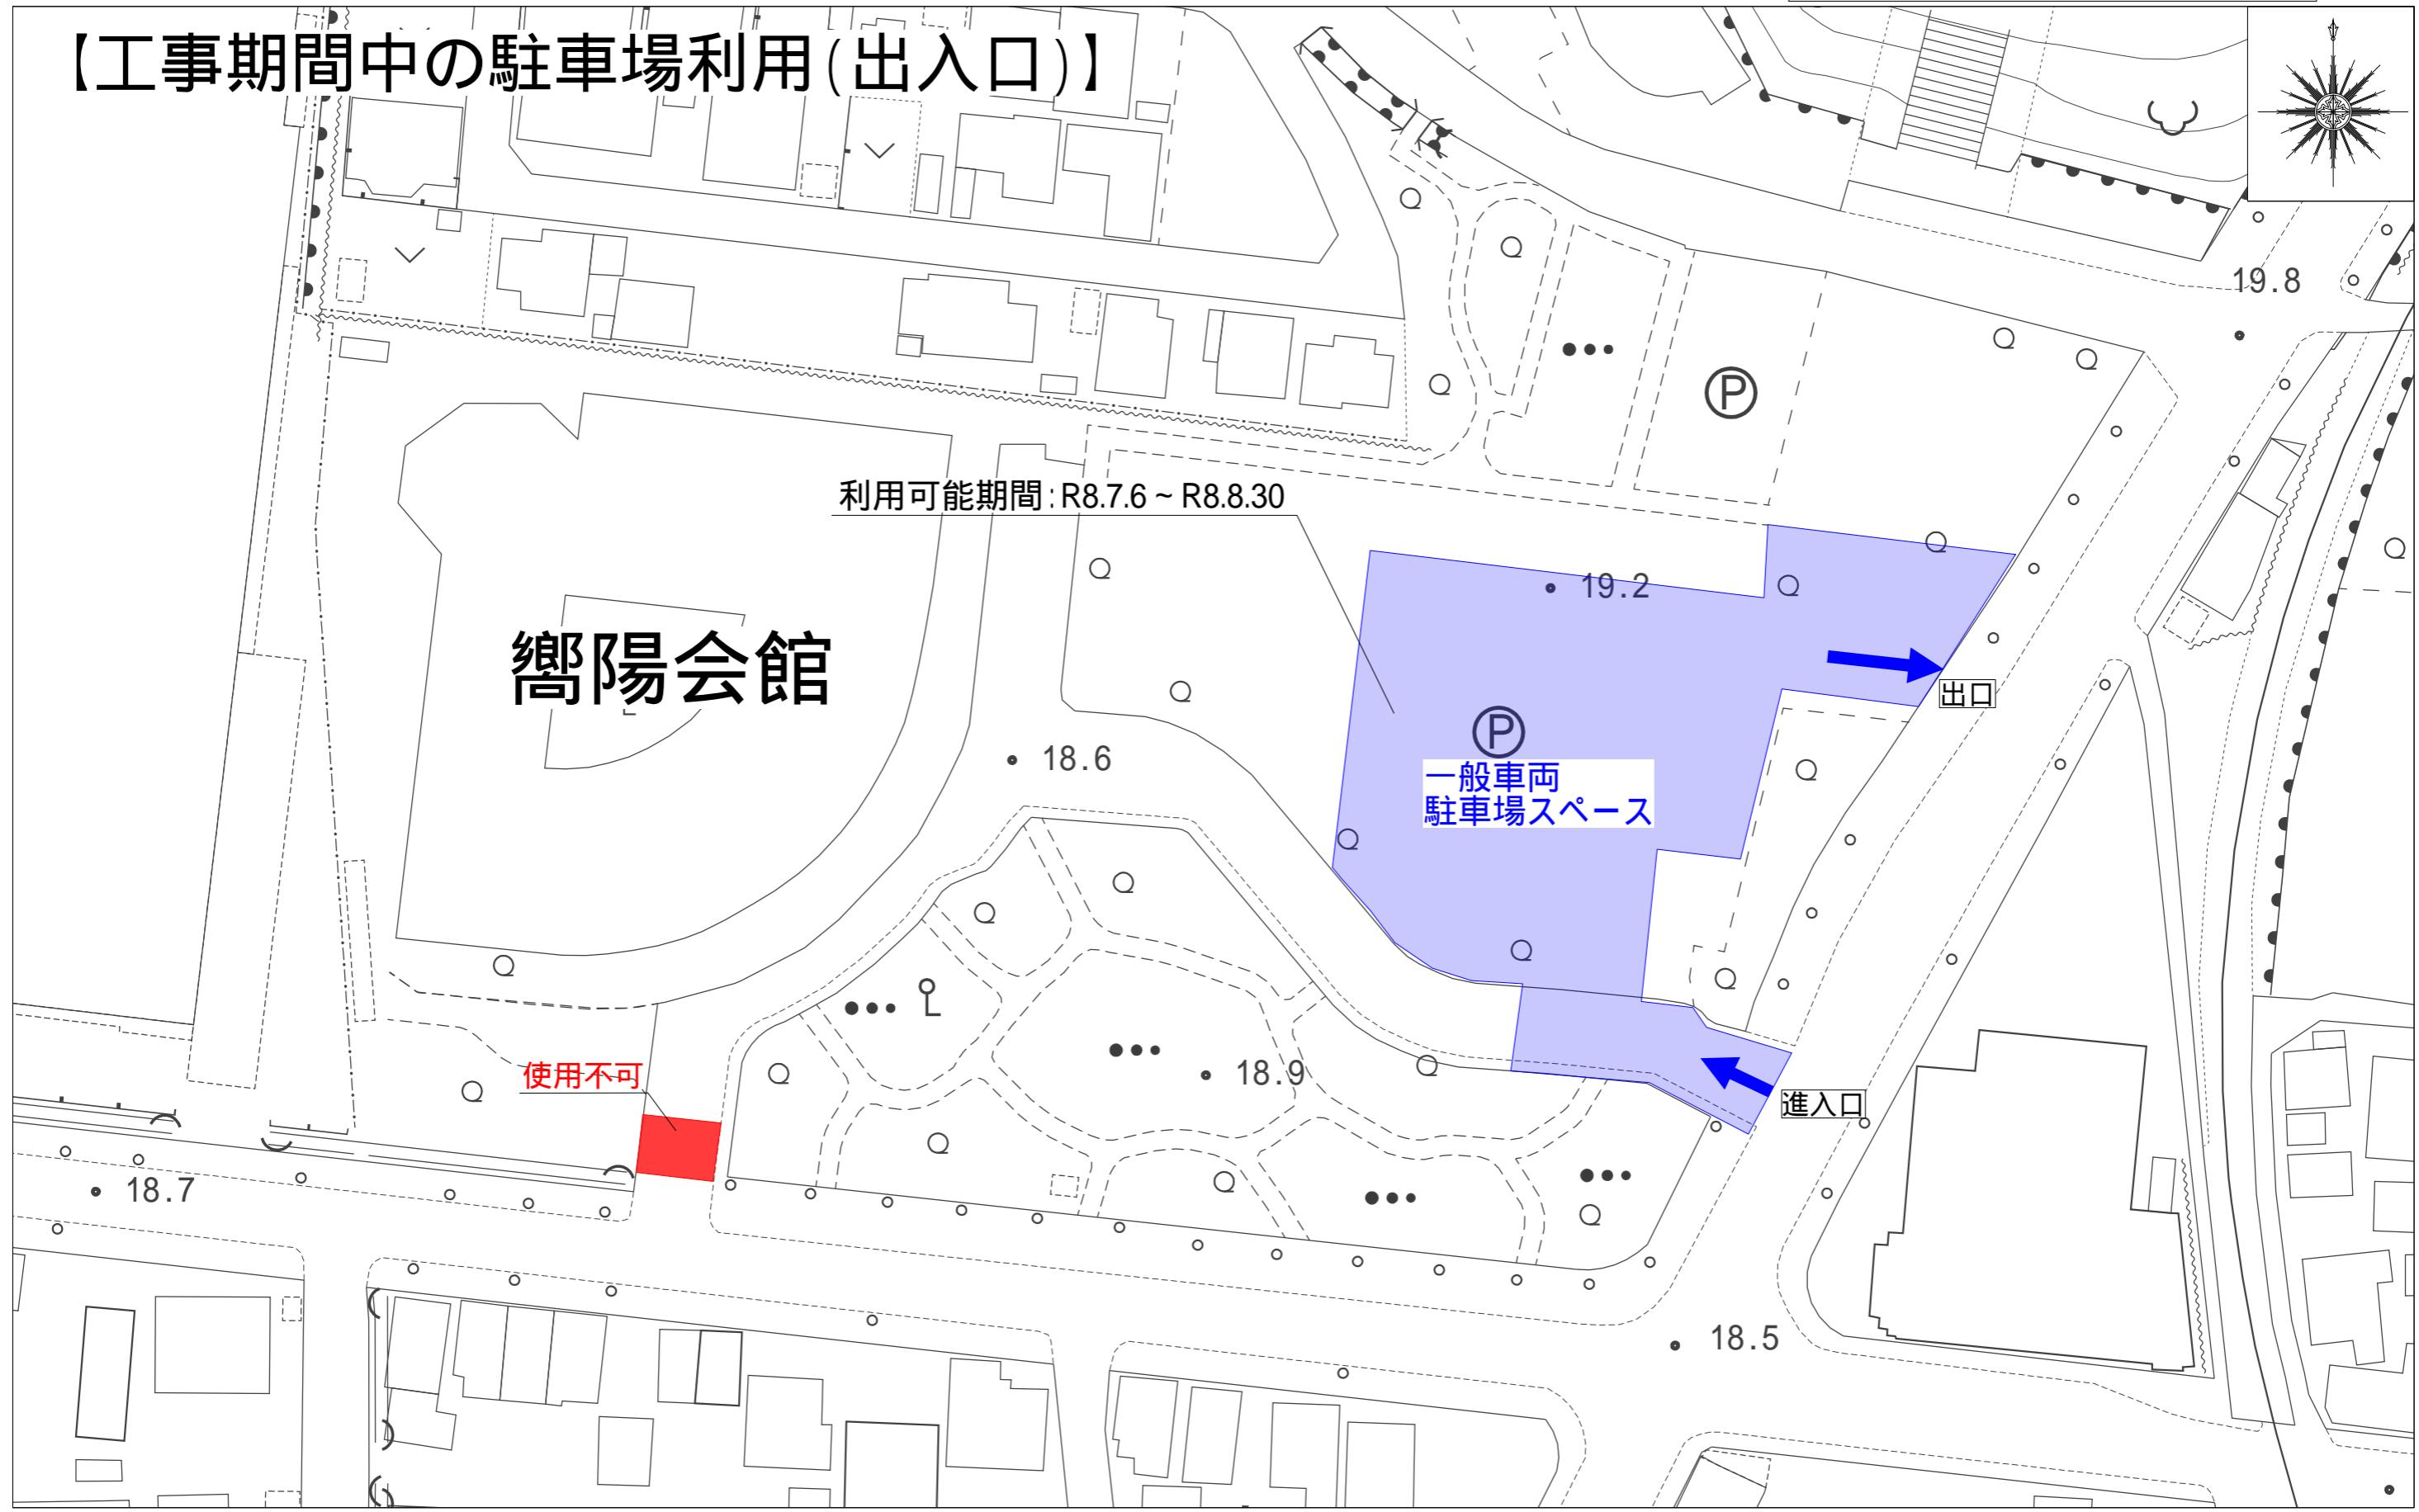 【工事期間中の駐車場利用(出入口)】
19.8
P
利用可能期間:R8.7.6~R8.8.30
19.2
嚮陽会館
出口
18.6
P
一般車両
駐車場スペース
18.9
使用不可
進入口
18.7
18.5